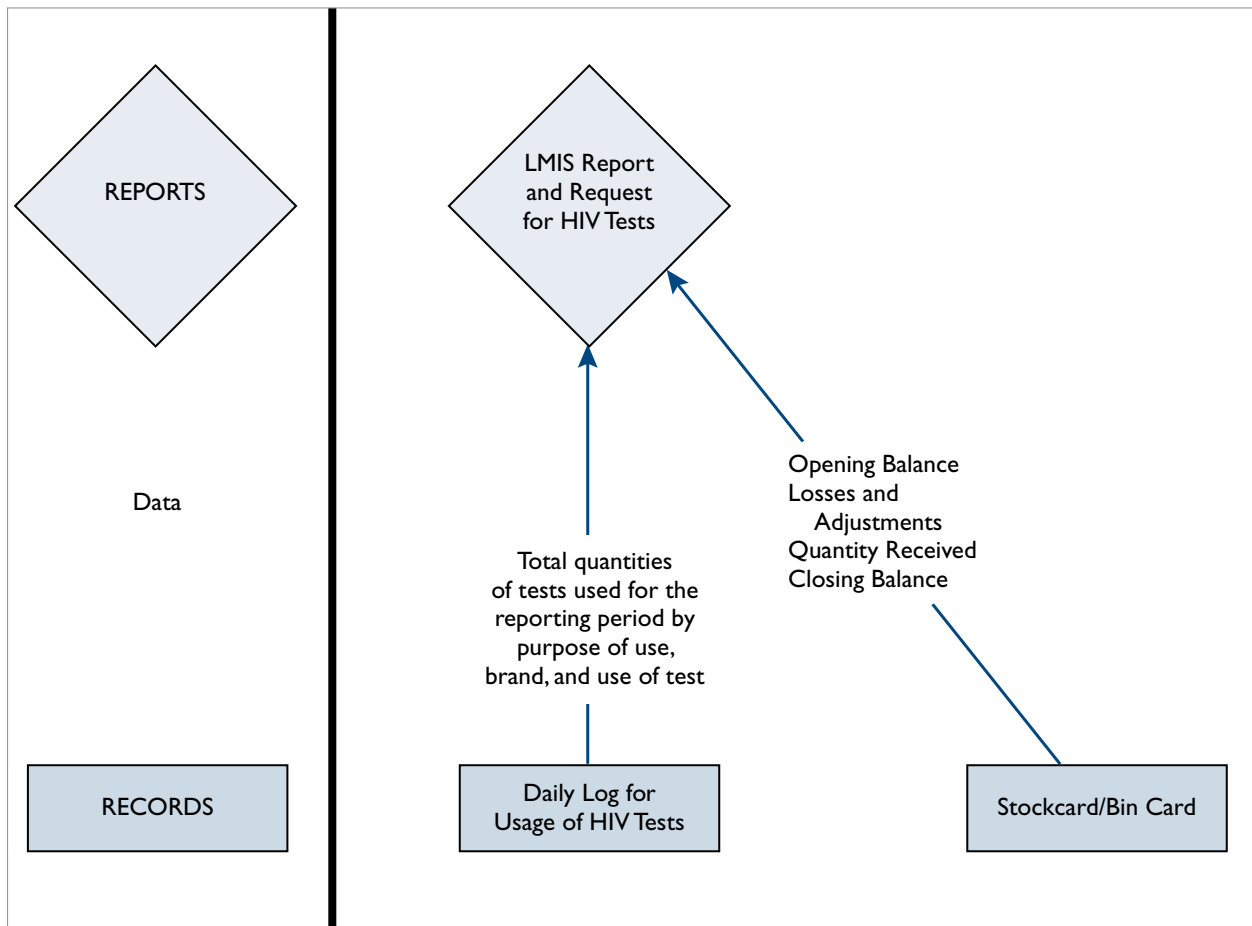 REPORTS
LMIS Report
and Request
for HIV Tests
Data
Opening Balance
Losses and
Adjustments
Quantity Received
Closing Balance
Total quantities
of tests used for the
reporting period by
purpose of use,
brand, and use of test
RECORDS
Daily Log for
Usage of HIV Tests
Stockcard/Bin Card